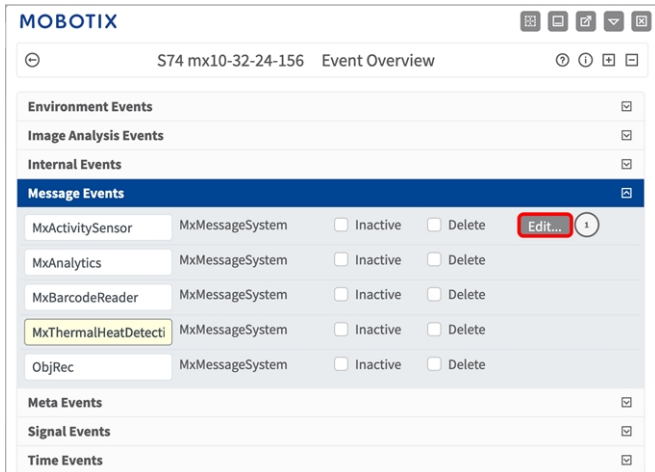 MOBOTIX
S74 mx10-32-24-156 Event Overview
Environment Events
Image Analysis Events
Internal Events
Message Events
MxActivitySensor MxMessageSystem Inactive Delete Edit... 1
MxAnalytics MxMessageSystem Inactive Delete
MxBarcodeReader MxMessageSystem Inactive Delete
MxThermalHeatDetecti MxMessageSystem Inactive Delete
ObjRec MxMessageSystem Inactive Delete
Meta Events
Signal Events
Time Events